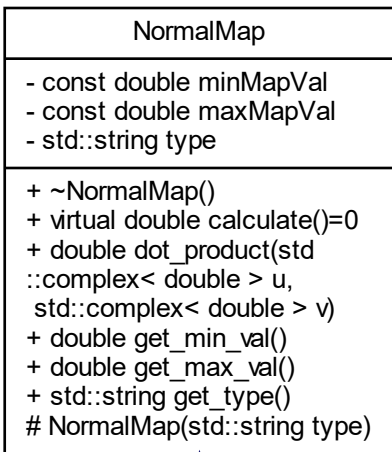 NormalMap
- const double minMapVal
- const double maxMapVal
- std::string type
+ ~NormalMap()
+ virtual double calculate()=0
+ double dot_product(std
::complex< double > u,
std::complex< double > v)
+ double get_min_val()
+ double get_max_val()
+ std::string get_type()
# NormalMap(std::string type)